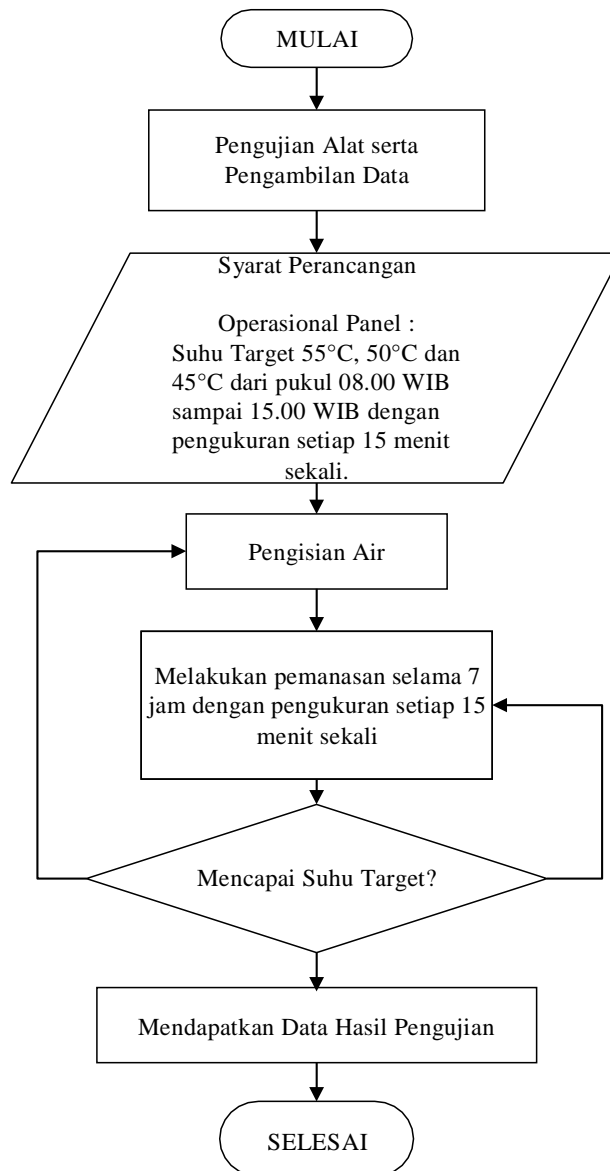 MULAI
Pengujian Alat serta
Pengambilan Data
Syarat Perancangan
Operasional Panel :
Suhu Target 55°C, 50°C dan
45°C dari pukul 08.00 WIB
sampai 15.00 WIB dengan
pengukuran setiap 15 menit
sekali.
Pengisian Air
Melakukan pemanasan selama 7
jam dengan pengukuran setiap 15
menit sekali
Mencapai Suhu Target?
Mendapatkan Data Hasil Pengujian
SELESAI